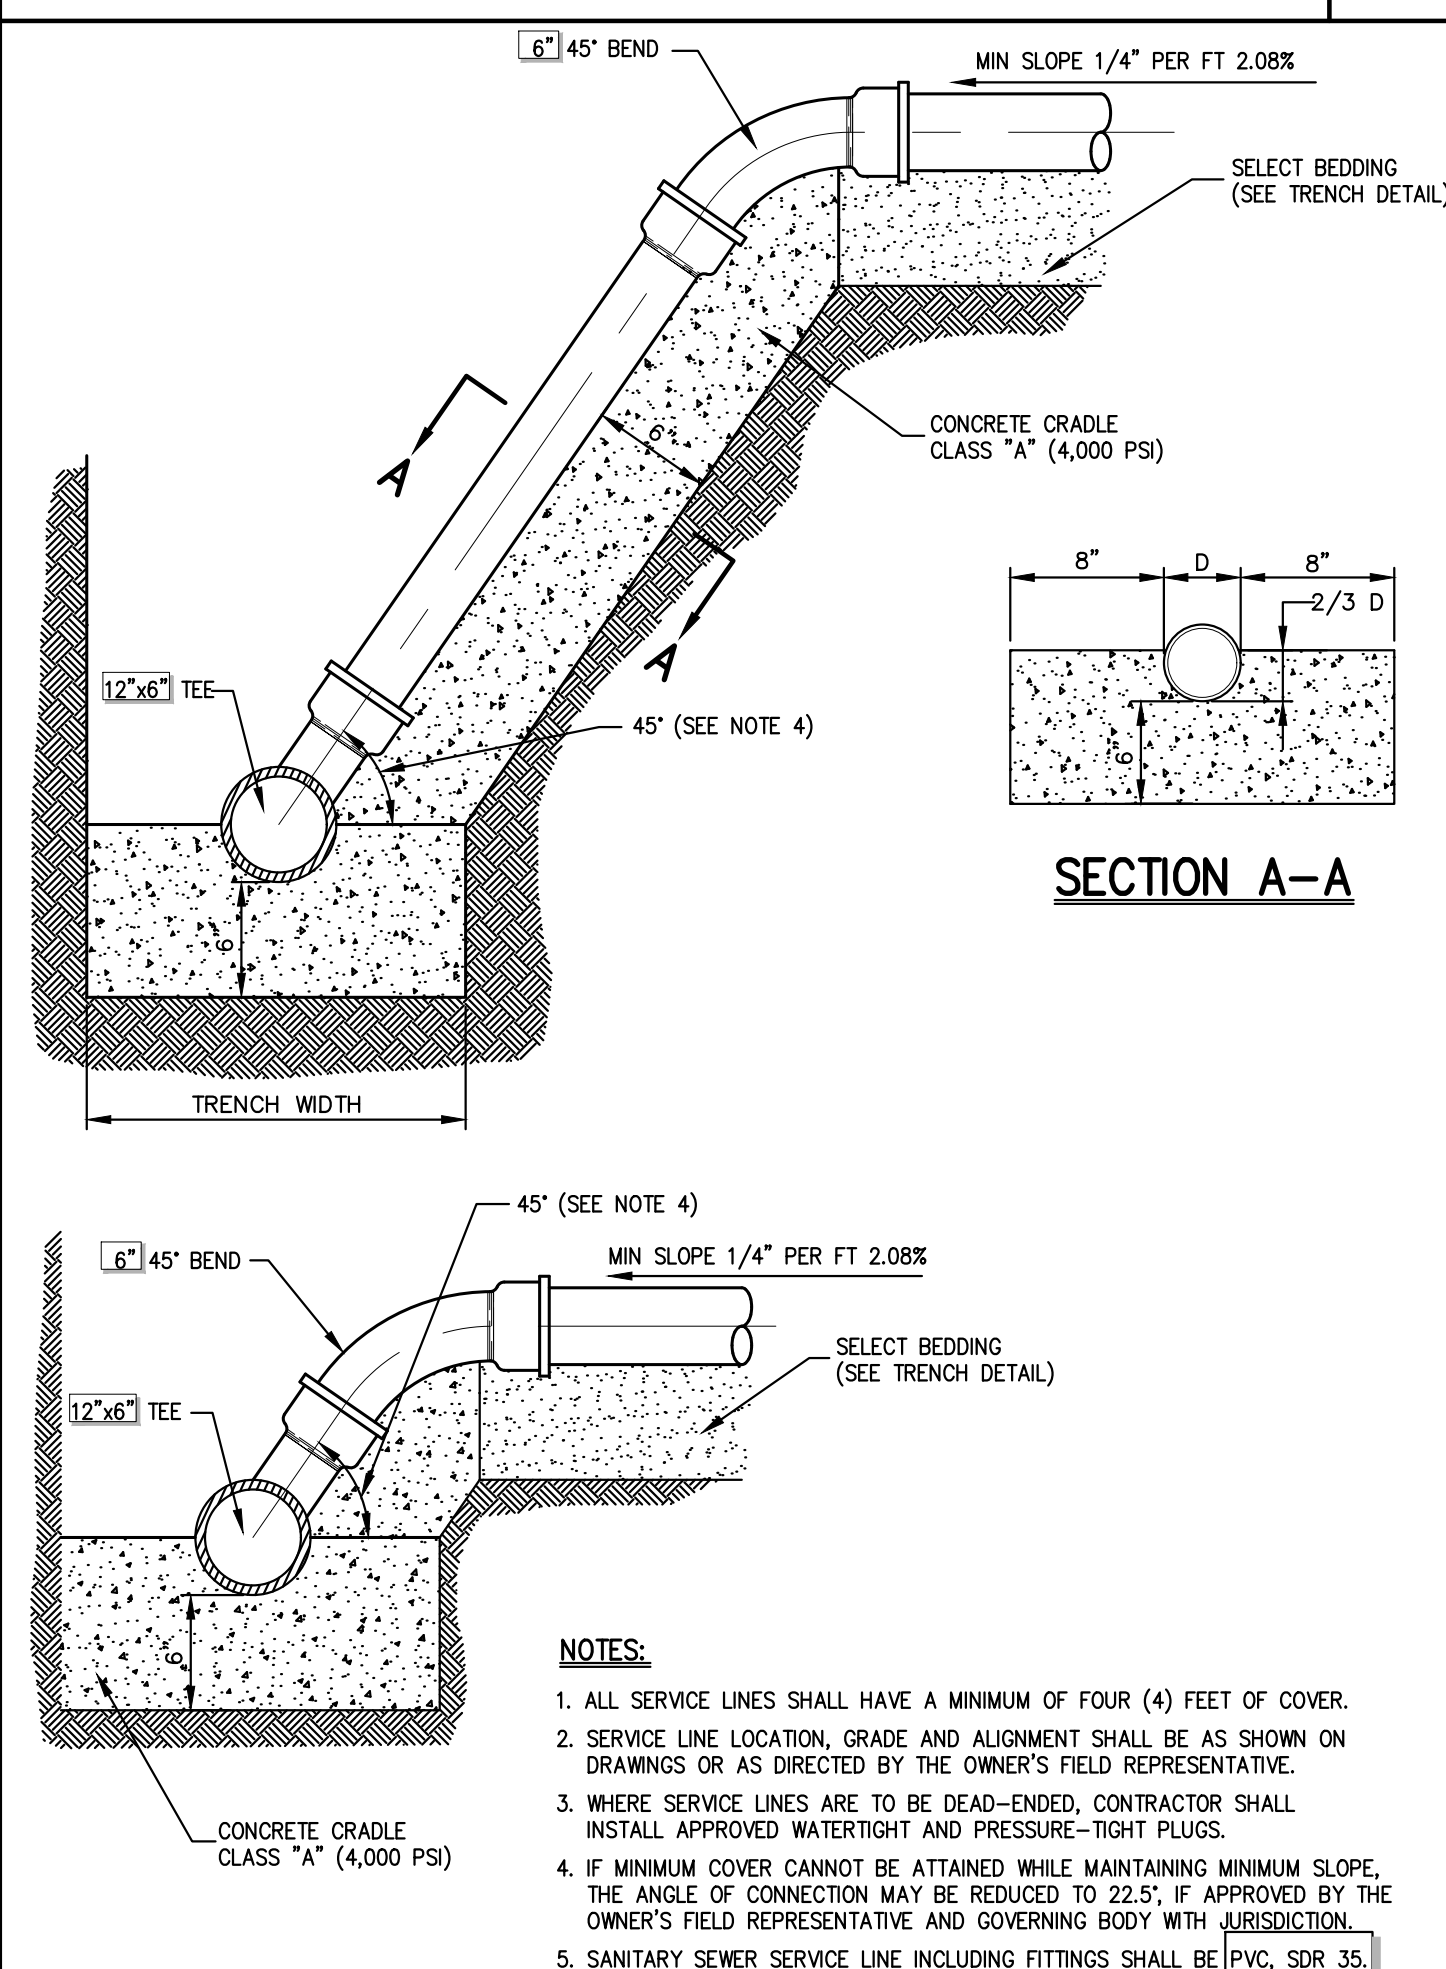 6" 45° BEND
MIN SLOPE 1/4" PER FT 2.08%
SELECT BEDDING
(SEE TRENCH DETAIL)
CONCRETE CRADLE
CLASS "A" (4,000 PSI)
6"
A
A
12"x6" TEE
45° (SEE NOTE 4)
6"
TRENCH WIDTH
8" D 8"
2/3 D
6"
SECTION A-A
45° (SEE NOTE 4)
6" 45° BEND
MIN SLOPE 1/4" PER FT 2.08%
SELECT BEDDING
(SEE TRENCH DETAIL)
12"x6" TEE
6"
CONCRETE CRADLE
CLASS "A" (4,000 PSI)
NOTES:
1. ALL SERVICE LINES SHALL HAVE A MINIMUM OF FOUR (4) FEET OF COVER.
2. SERVICE LINE LOCATION, GRADE AND ALIGNMENT SHALL BE AS SHOWN ON
DRAWINGS OR AS DIRECTED BY THE OWNER'S FIELD REPRESENTATIVE.
3. WHERE SERVICE LINES ARE TO BE DEAD-ENDED, CONTRACTOR SHALL
INSTALL APPROVED WATERTIGHT AND PRESSURE-TIGHT PLUGS.
4. IF MINIMUM COVER CANNOT BE ATTAINED WHILE MAINTAINING MINIMUM SLOPE,
THE ANGLE OF CONNECTION MAY BE REDUCED TO 22.5°, IF APPROVED BY THE
OWNER'S FIELD REPRESENTATIVE AND GOVERNING BODY WITH JURISDICTION.
5. SANITARY SEWER SERVICE LINE INCLUDING FITTINGS SHALL BE PVC, SDR 35.